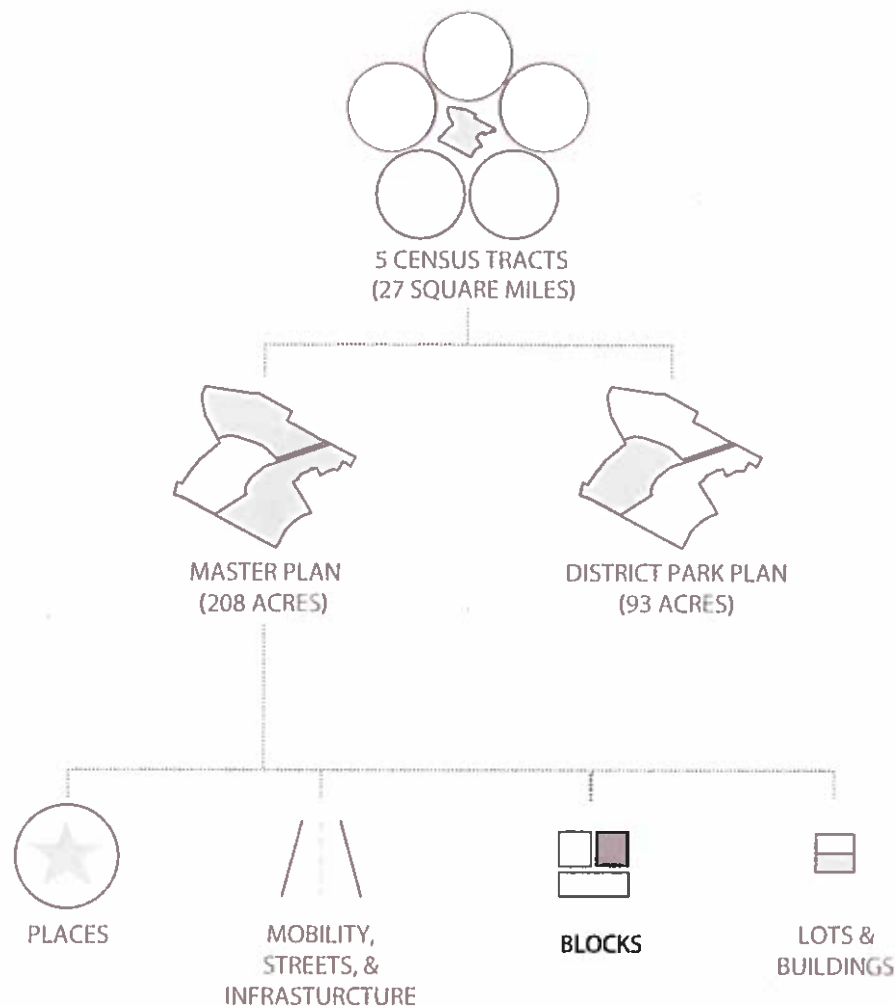 5 CENSUS TRACTS
(27 SQUARE MILES)
MASTER PLAN
(208 ACRES)
DISTRICT PARK PLAN
(93 ACRES)
PLACES
MOBILITY,
STREETS, &
INFRASTURCTURE
BLOCKS
LOTS &
BUILDINGS